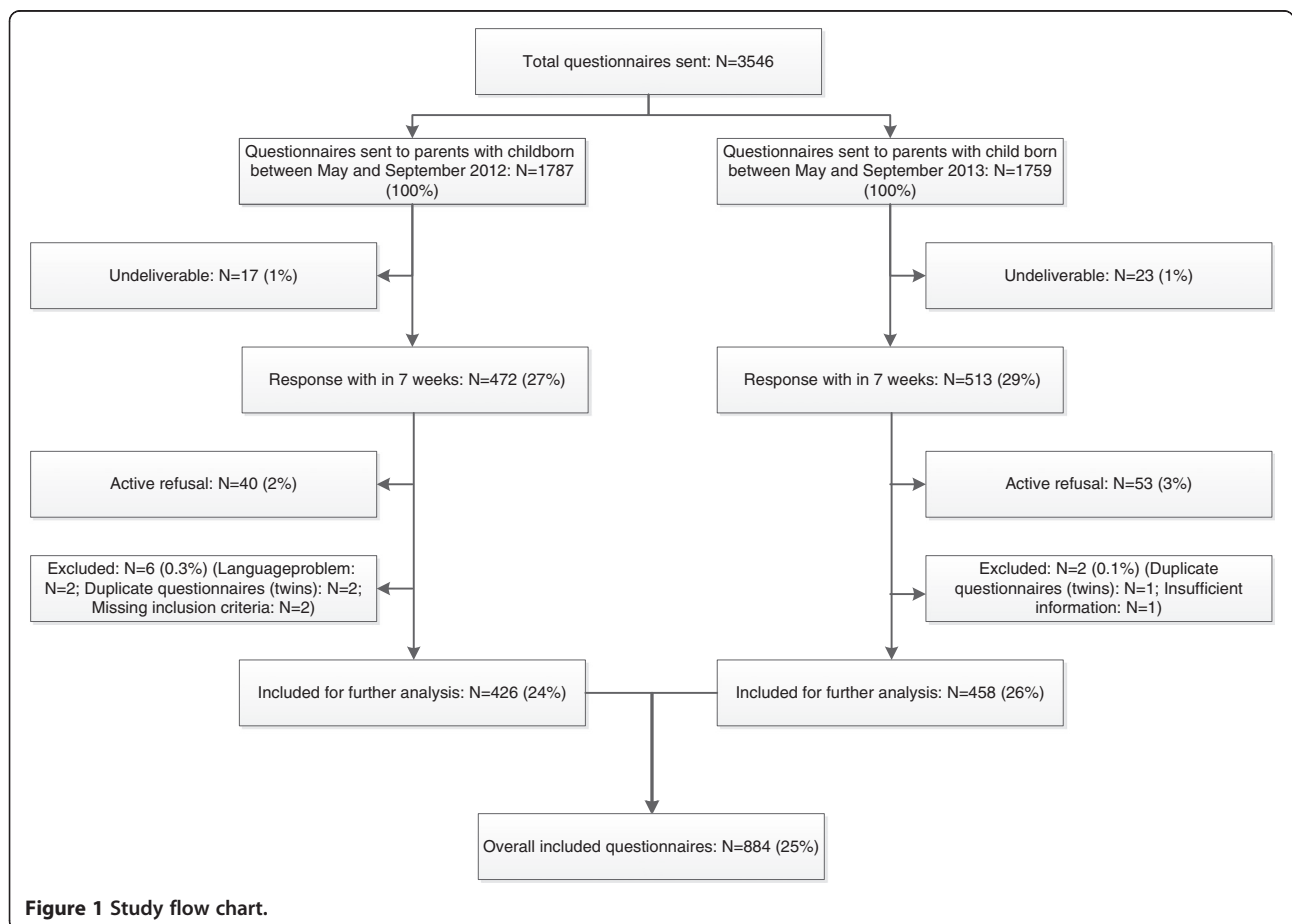 Total questionnaires sent: N=3546
Questionnaires sent to parents with childborn
between May and September 2012: N=1787
(100%)
Questionnaires sent to parents with child born
between May and September 2013: N=1759
(100%)
Undeliverable: N=17 (1%)
Undeliverable: N=23 (1%)
Response with in 7 weeks: N=472 (27%)
Response with in 7 weeks: N=513 (29%)
Active refusal: N=40 (2%)
Active refusal: N=53 (3%)
Excluded: N=6 (0.3%) (Languageproblem:
N=2; Duplicate questionnaires (twins): N=2;
Missing inclusion criteria: N=2)
Excluded: N=2 (0.1%) (Duplicate
questionnaires (twins): N=1; Insufficient
information: N=1)
Included for further analysis: N=426 (24%)
Included for further analysis: N=458 (26%)
Overall included questionnaires: N=884 (25%)
Figure 1 Study flow chart.